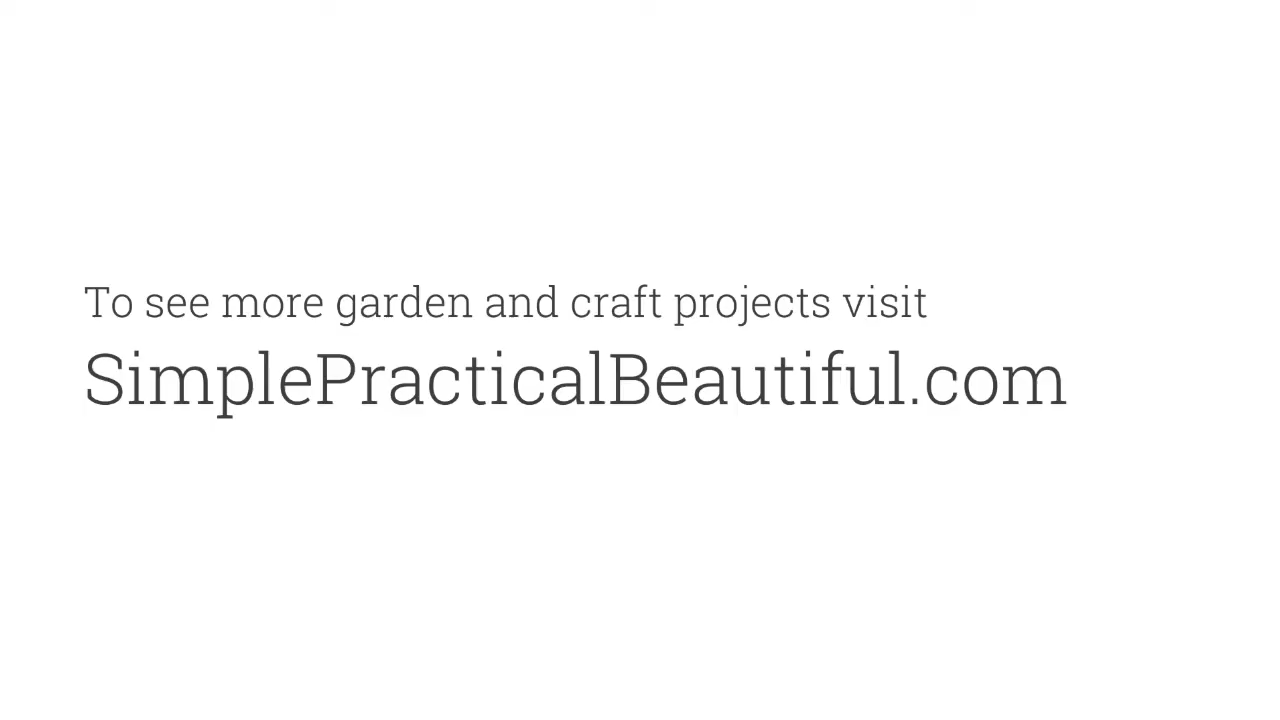 To see more garden and craft projects visit
SimplePracticalBeautiful.com